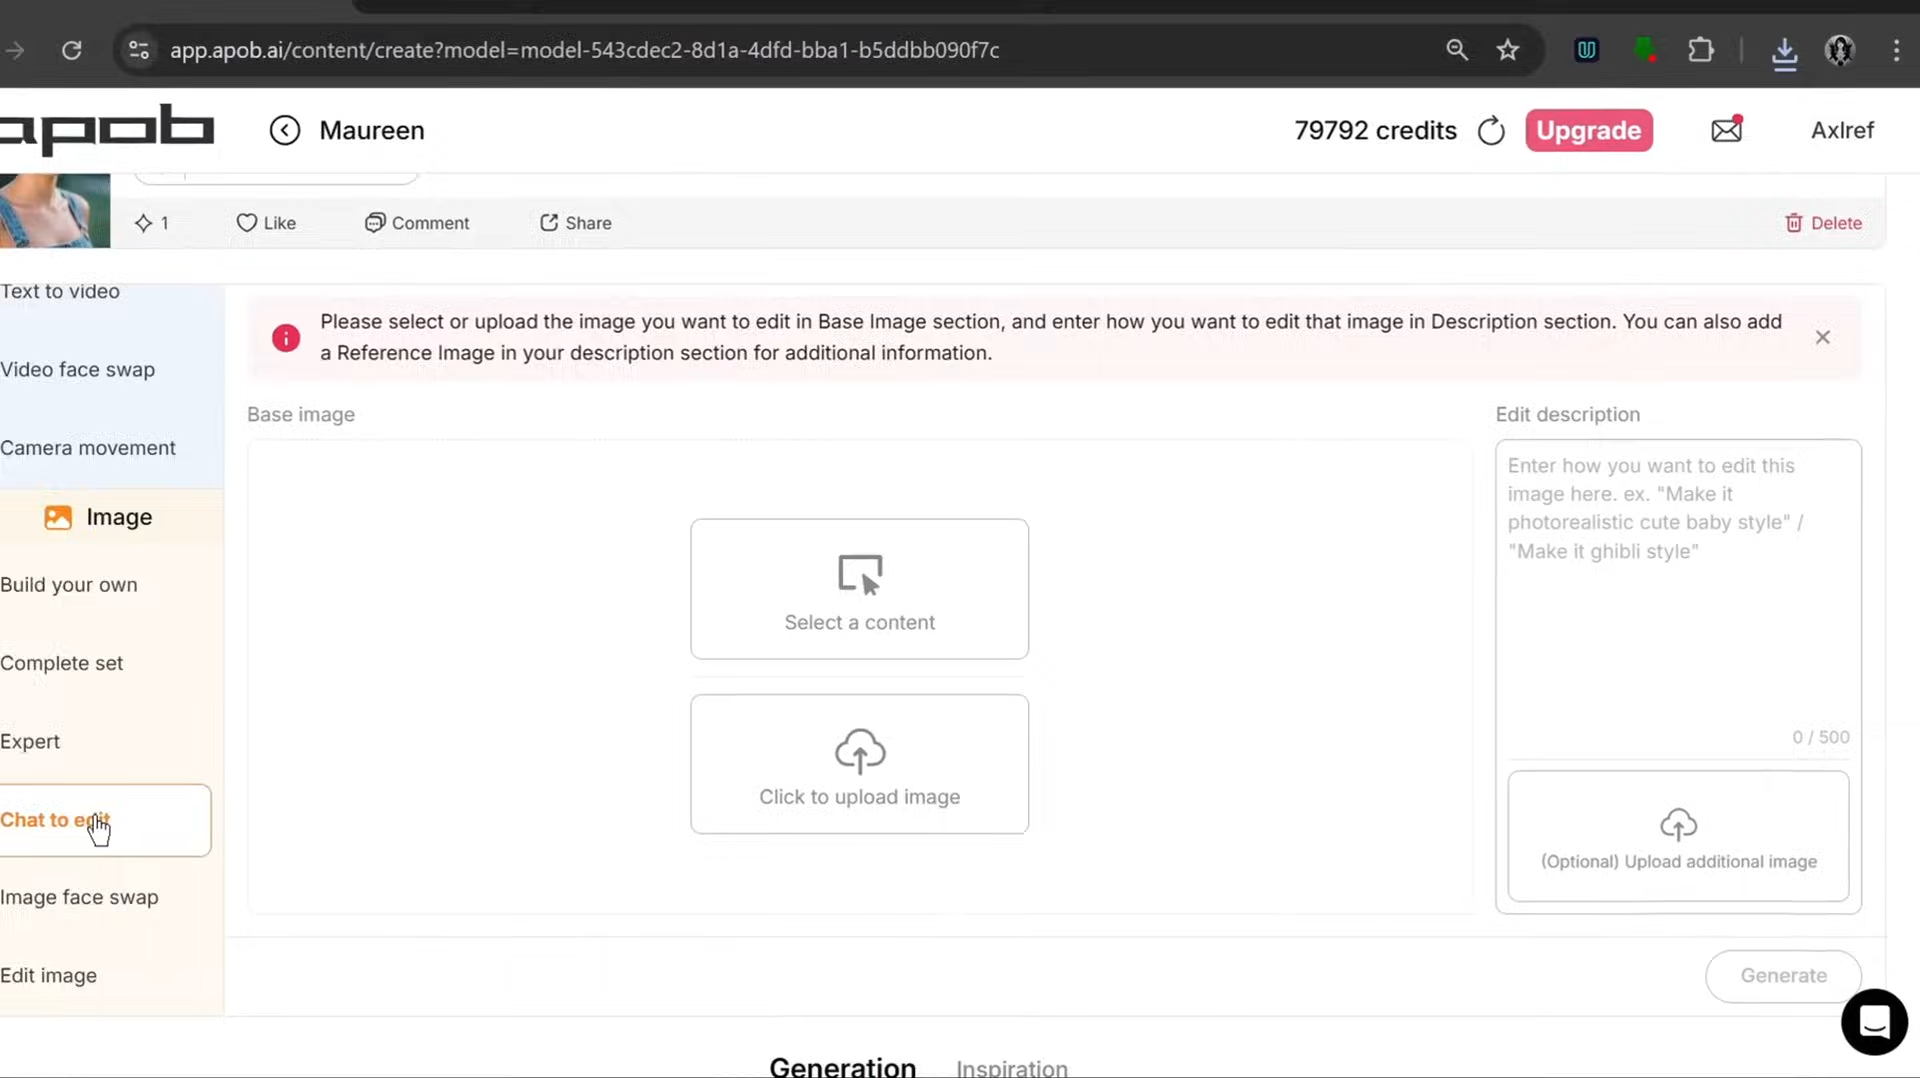 app.apob.ai/content/create?model=model-543cdec2-8d1a-4dfd-bba1-b5ddbb090f7c
apob
Maureen
79792 credits
Upgrade
Axlref
1
Like
Comment
Share
Delete
Text to video
Video face swap
Camera movement
Image
Build your own
Complete set
Expert
Chat to edit
Image face swap
Edit image
Please select or upload the image you want to edit in Base Image section, and enter how you want to edit that image in Description section. You can also add
a Reference Image in your description section for additional information.
Base image
Select a content
Click to upload image
Edit description
Enter how you want to edit this
image here. ex. "Make it
photorealistic cute baby style" /
"Make it ghibli style"
0 / 500
(Optional) Upload additional image
Generate
Generation
Inspiration